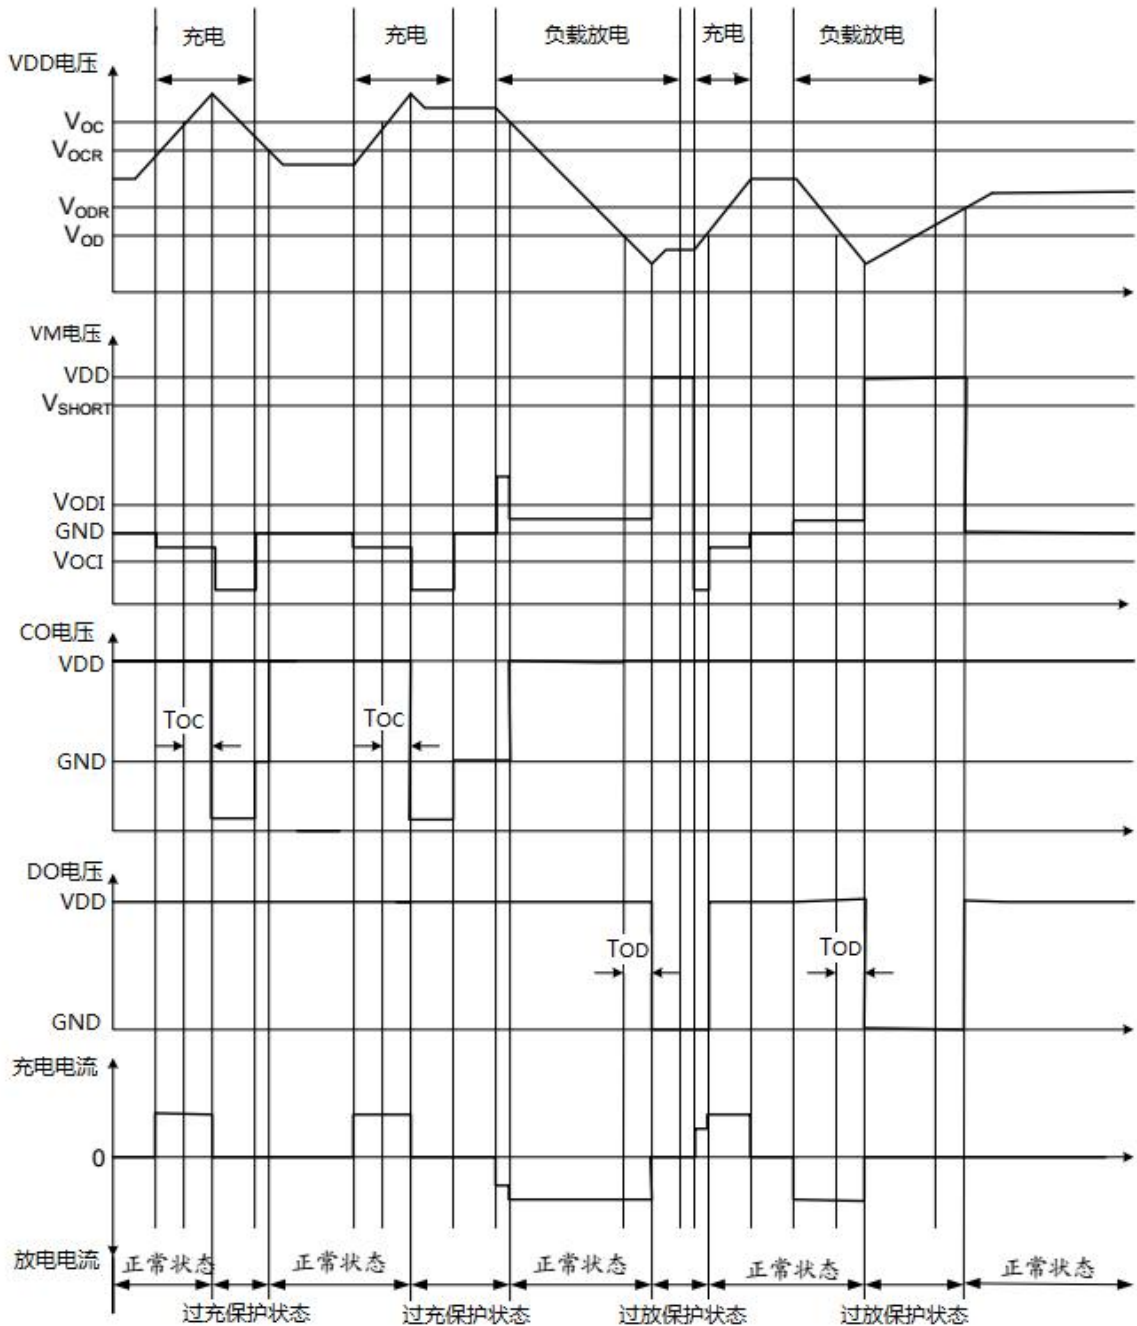 充电 充电 负载放电 充电 负载放电
VDD电压
VOC
VOCR
VODR
VOD
VM电压
VDD
VSHORT
VODI
GND
VOCI
CO电压
VDD
TOC TOC
GND
DO电压
VDD
TOD TOD
GND
充电电流
0
放电电流
正常状态 正常状态 正常状态 正常状态 正常状态
过充保护状态 过充保护状态 过放保护状态 过放保护状态